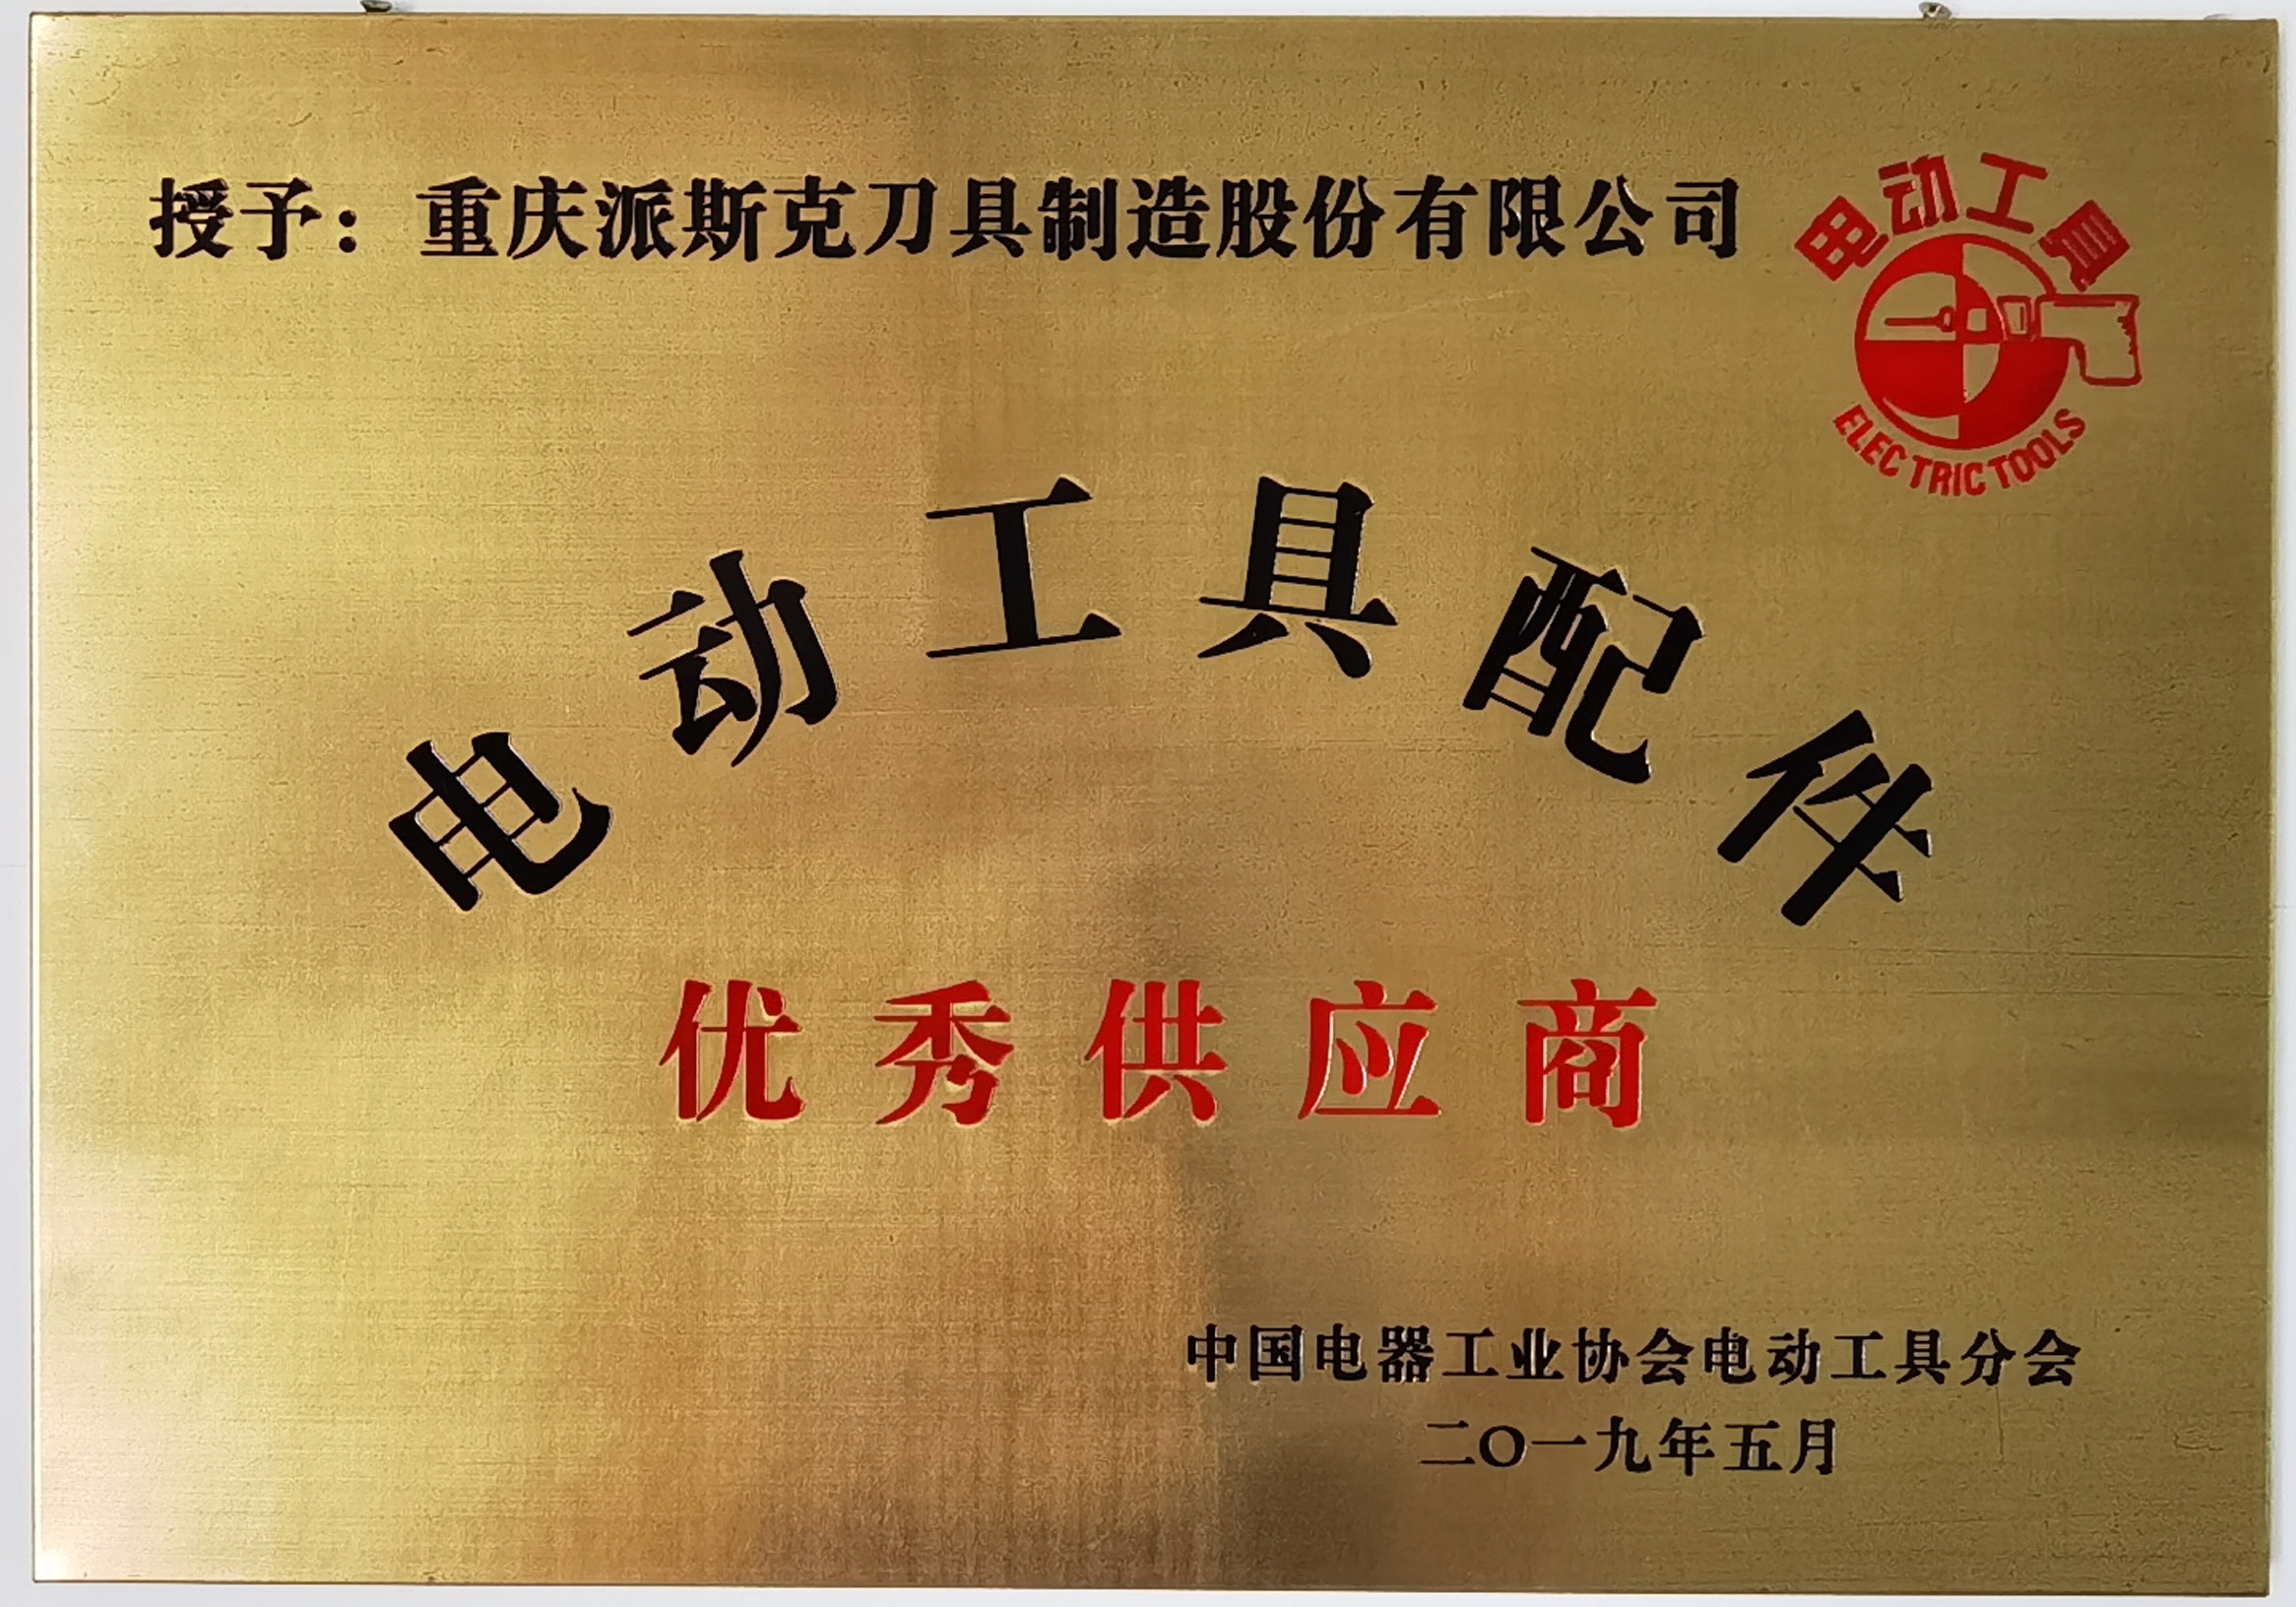 授予：重庆派斯克刀具制造股份有限公司
电动工具
ELECTRIC TOOLS
电动工具配件
优秀供应商
中国电器工业协会电动工具分会
二〇一九年五月